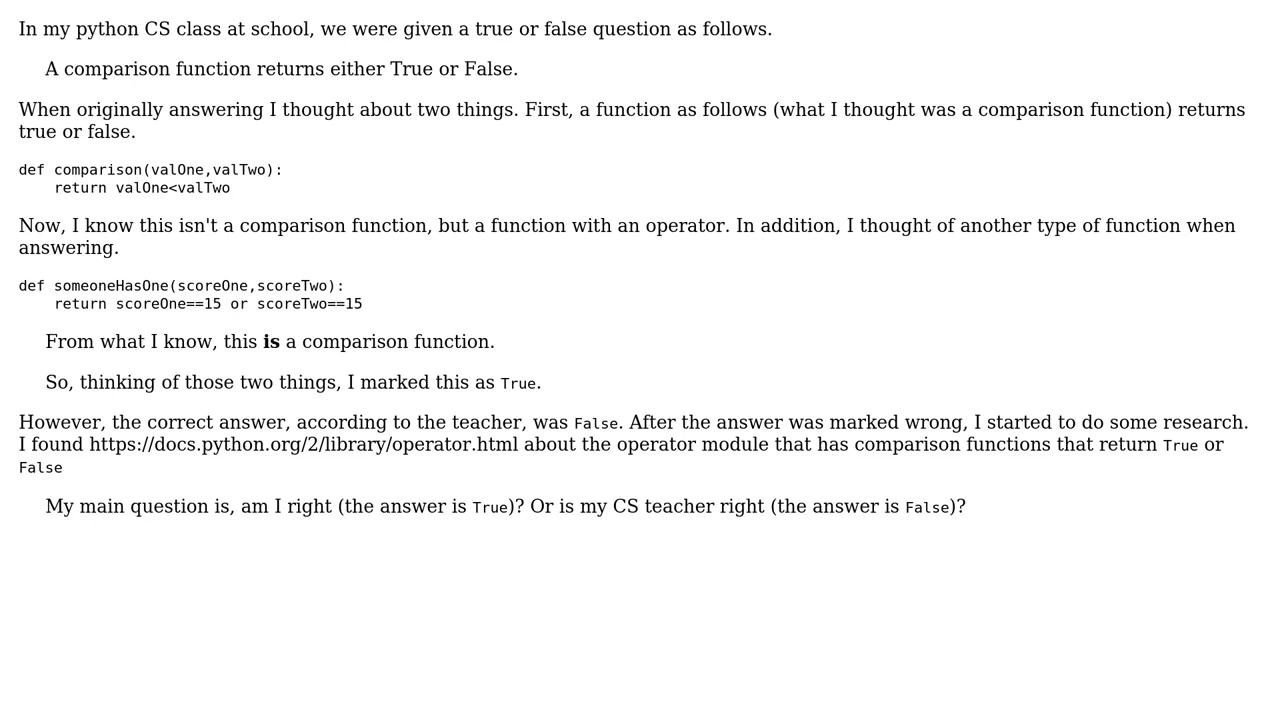 In my python CS class at school, we were given a true or false question as follows.
A comparison function returns either True or False.
When originally answering I thought about two things. First, a function as follows (what I thought was a comparison function) returns
true or false.
def comparison(valOne,valTwo):
    return valOne<valTwo
Now, I know this isn't a comparison function, but a function with an operator. In addition, I thought of another type of function when
answering.
def someoneHasOne(scoreOne,scoreTwo):
    return scoreOne==15 or scoreTwo==15
From what I know, this is a comparison function.
So, thinking of those two things, I marked this as True.
However, the correct answer, according to the teacher, was False. After the answer was marked wrong, I started to do some research.
I found https://docs.python.org/2/library/operator.html about the operator module that has comparison functions that return True or
False
My main question is, am I right (the answer is True)? Or is my CS teacher right (the answer is False)?